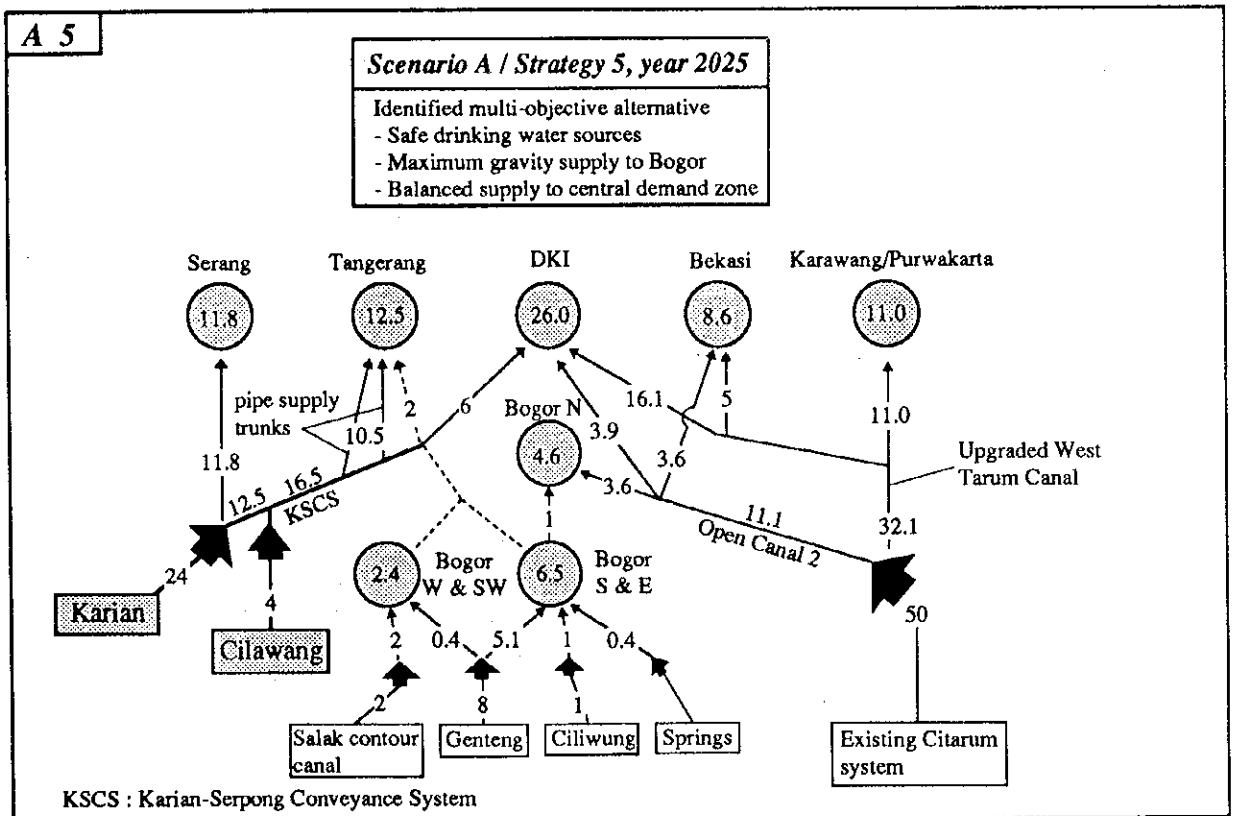 A 5
Scenario A / Strategy 5, year 2025
Identified multi-objective alternative
- Safe drinking water sources
- Maximum gravity supply to Bogor
- Balanced supply to central demand zone
Serang
Tangerang
DKI
Bekasi
Karawang/Purwakarta
11.8
12.5
26.0
8.6
11.0
pipe supply
trunks
10.5
2
6
Bogor N
4.6
3.9
16.1
5
3.6
11.0
Upgraded West
Tarum Canal
11.8
12.5
16.5
KSCS
3.6
11.1
Open Canal 2
32.1
1
24
Karian
4
Cilawang
2.4
Bogor
W & SW
6.5
Bogor
S & E
50
2
0.4
5.1
1
0.4
2
8
1
Salak contour
canal
Genteng
Ciliwung
Springs
Existing Citarum
system
KSCS : Karian-Serpong Conveyance System